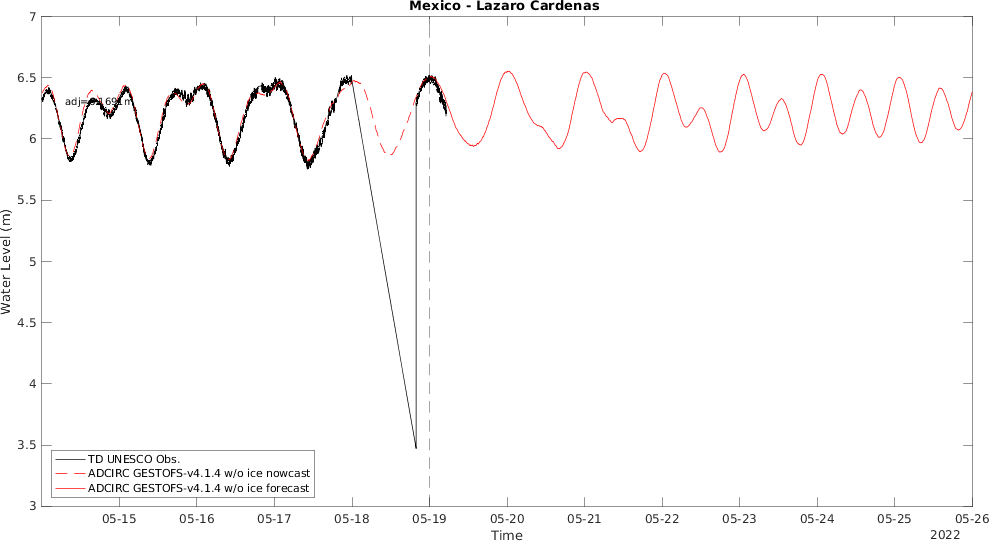 Mexico - Lazaro Cardenas
7
6.5
6
5.5
5
4.5
4
3.5
3
Water Level (m)
TD UNESCO Obs.
ADCIRC GESTOFS-v4.1.4 w/o ice nowcast
ADCIRC GESTOFS-v4.1.4 w/o ice forecast
05-15 05-16 05-17 05-18 05-19 05-20 05-21 05-22 05-23 05-24 05-25 05-26
Time
2022